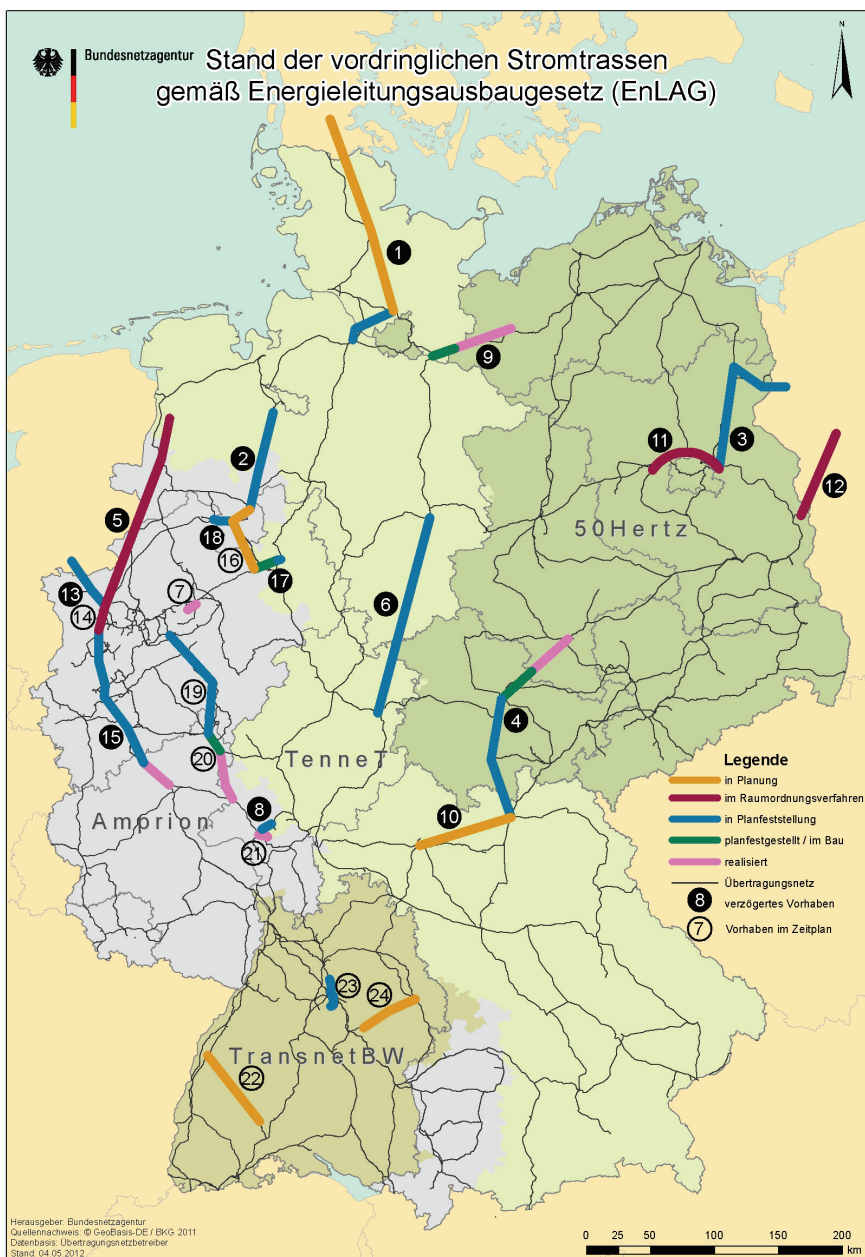 Bundesnetzagentur
Stand der vordringlichen Stromtrassen
gemäß Energieleitungsausbaugesetz (EnLAG)
N
1
9
2
11
3
12
5
18
50Hertz
16
17
13
7
14
6
19
4
15
20
TenneT
8
Amprion
10
21
Legende
in Planung
im Raumordnungsverfahren
in Planfeststellung
planfestgestellt / im Bau
realisiert
Übertragungsnetz
8 verzögertes Vorhaben
7 Vorhaben im Zeitplan
23
24
TransnetBW
22
Herausgeber: Bundesnetzagentur
Quellennachweis: © GeoBasis-DE / BKG 2011
Datenbasis: Übertragungsnetzbetreiber
Stand: 04.05.2012
0 25 50 100 150 200
km